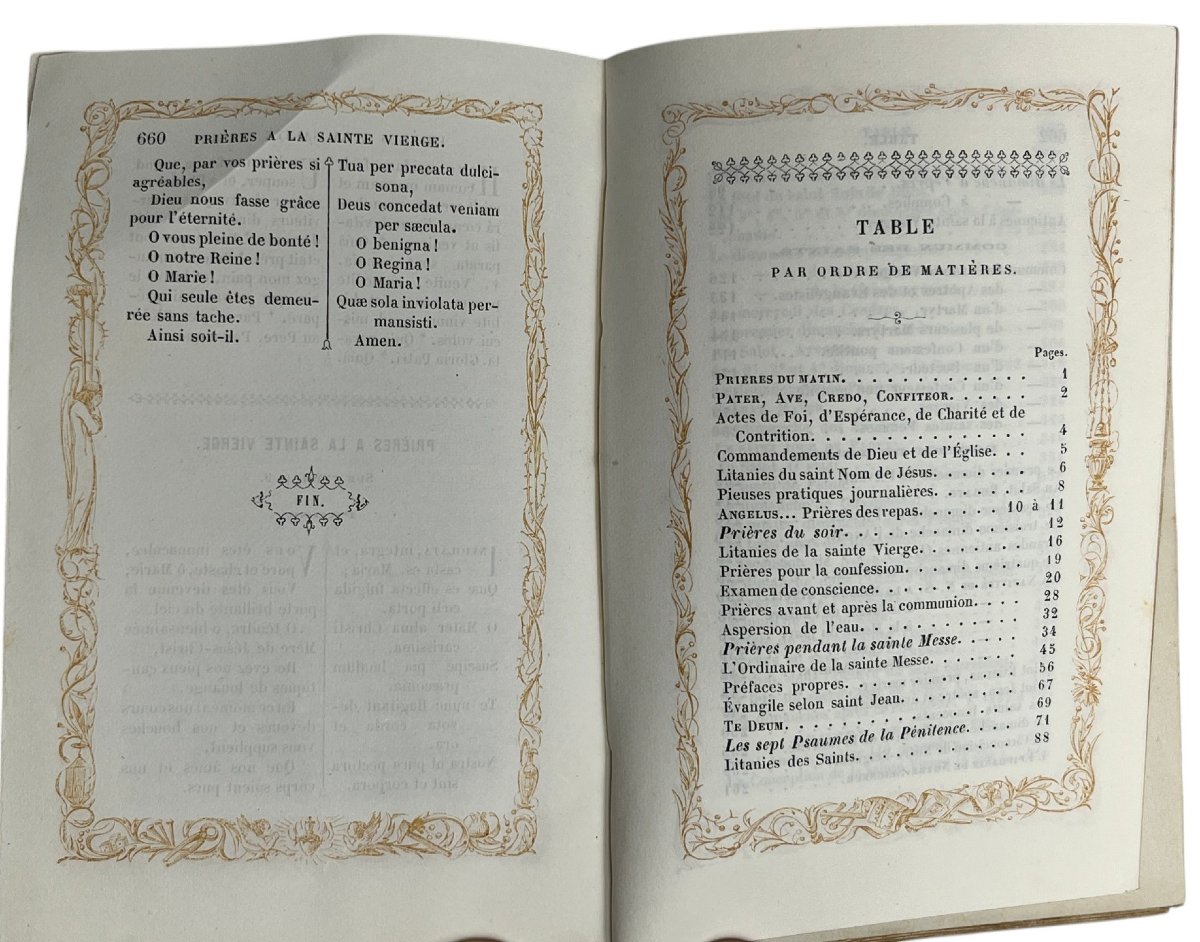 660 PRIÈRES A LA SAINTE VIERGE.
Que, par vos prières si
agréables,
Dieu nous fasse grâce
pour l'éternité.
O vous pleine de bonté !
O notre Reine !
O Marie !
Qui seule êtes demeu-
rée sans tache.
Ainsi soit-il.
Tua per precata dulci-
sona,
Deus concedat veniam
per sæcula.
O benigna !
O Regina !
O Maria !
Quæ sola inviolata per-
mansisti.
Amen.
FIN.
TABLE
PAR ORDRE DE MATIÈRES.
Pages.
PRIERES DU MATIN. . . . . . . . . . . . . 1
PATER, AVE, CREDO, CONFITEOR. . . . . . 2
Actes de Foi, d'Espérance, de Charité et de
Contrition. . . . . . . . . . . . . . . 4
Commandements de Dieu et de l'Église. . . 5
Litanies du saint Nom de Jésus. . . . . . 6
Pieuses pratiques journalières. . . . . . 8
ANGELUS... Prières des repas. . . . . . 10 à 11
Prières du soir. . . . . . . . . . . . . 12
Litanies de la sainte Vierge. . . . . . . 16
Prières pour la confession. . . . . . . . 19
Examen de conscience. . . . . . . . . . . 20
Prières avant et après la communion. . . . 28
Aspersion de l'eau. . . . . . . . . . . . 32
Prières pendant la sainte Messe. . . . . . 34
L'Ordinaire de la sainte Messe. . . . . . 45
Préfaces propres. . . . . . . . . . . . . 56
Évangile selon saint Jean. . . . . . . . . 67
TE DEUM. . . . . . . . . . . . . . . . . 69
Les sept Psaumes de la Pénitence. . . . . 71
Litanies des Saints. . . . . . . . . . . . 88